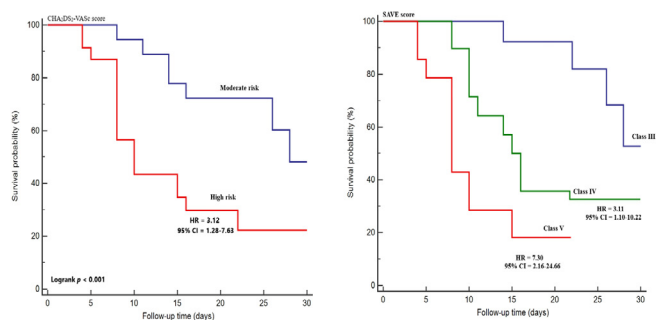 CHA₂DS₂-VASc score
100
80
60
40
20
0
Survival probability (%)
Moderate risk
High risk
HR = 3.12
95% CI = 1.28-7.63
Logrank p < 0.001
0 5 10 15 20 25 30
Follow-up time (days)
SAVE score
100
80
60
40
20
0
Survival probability (%)
Class III
Class IV
HR = 3.11
95% CI = 1.10-10.22
Class V
HR = 7.30
95% CI = 2.16-24.66
0 5 10 15 20 25 30
Follow-up time (days)